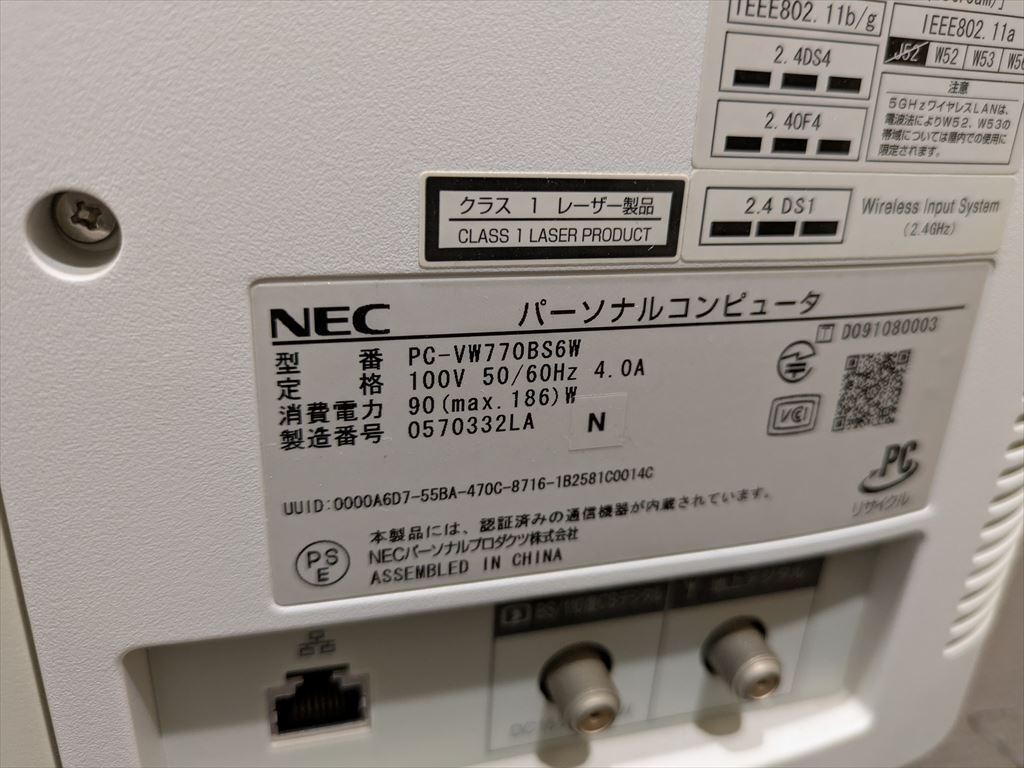 IEEE802.11b/g
IEEE802.11a
2.4DS4
J52 W52 W53 W56
2.4OF4
注意
5GHzワイヤレスLANは、
電波法によりW52、W53の
帯域については屋内での使用に
限定されます。
クラス 1 レーザー製品
CLASS 1 LASER PRODUCT
2.4 DS1
Wireless Input System
(2.4GHz)
NEC パーソナルコンピュータ
型番 PC-VW770BS6W
定格 100V 50/60Hz 4.0A
消費電力 90(max.186)W
製造番号 0570332LA
N
T D091080003
VCI
PC
リサイクル
UUID:0000A6D7-55BA-470C-8716-1B2581C0014C
本製品には、認証済みの通信機器が内蔵されています。
PSE
NECパーソナルプロダクツ株式会社
ASSEMBLED IN CHINA
地上デジタル